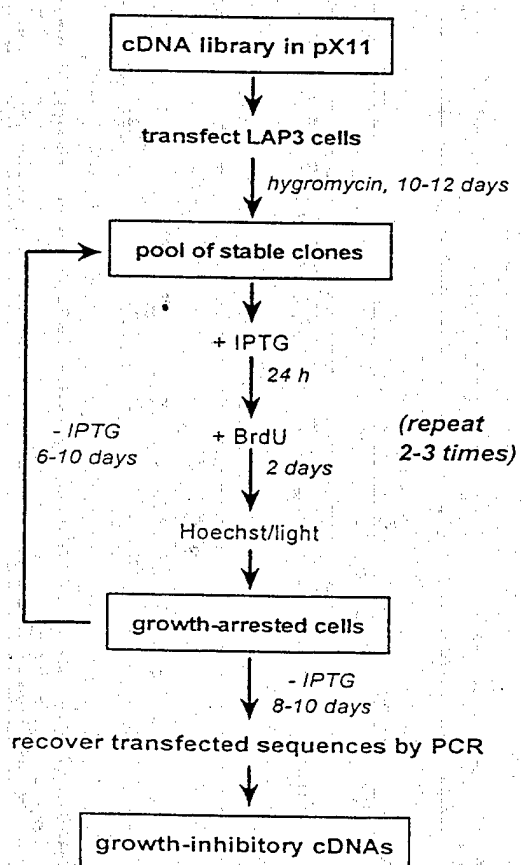 cDNA library in pX11
transfect LAP3 cells
hygromycin, 10-12 days
pool of stable clones
+ IPTG
24 h
+ BrdU
2 days
- IPTG
6-10 days
(repeat
2-3 times)
Hoechst/light
growth-arrested cells
- IPTG
8-10 days
recover transfected sequences by PCR
growth-inhibitory cDNAs